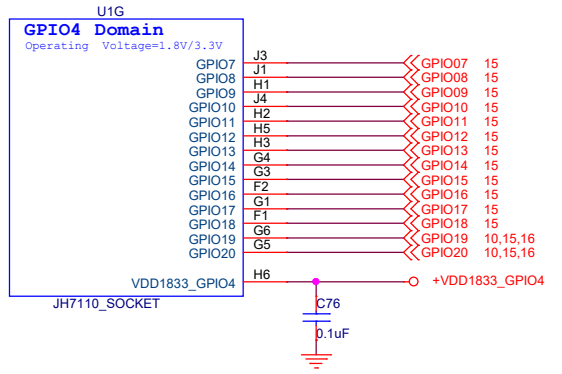 U1G
GPIO4 Domain
Operating Voltage=1.8V/3.3V
GPIO7 J3 GPIO07 15
GPIO8 J1 GPIO08 15
GPIO9 H1 GPIO09 15
GPIO10 J4 GPIO10 15
GPIO11 H2 GPIO11 15
GPIO12 H5 GPIO12 15
GPIO13 H3 GPIO13 15
GPIO14 G4 GPIO14 15
GPIO15 G3 GPIO15 15
GPIO16 F2 GPIO16 15
GPIO17 G1 GPIO17 15
GPIO18 F1 GPIO18 15
GPIO19 G6 GPIO19 10,15,16
GPIO20 G5 GPIO20 10,15,16
VDD1833_GPIO4 H6 +VDD1833_GPIO4
JH7110_SOCKET
C76
0.1uF